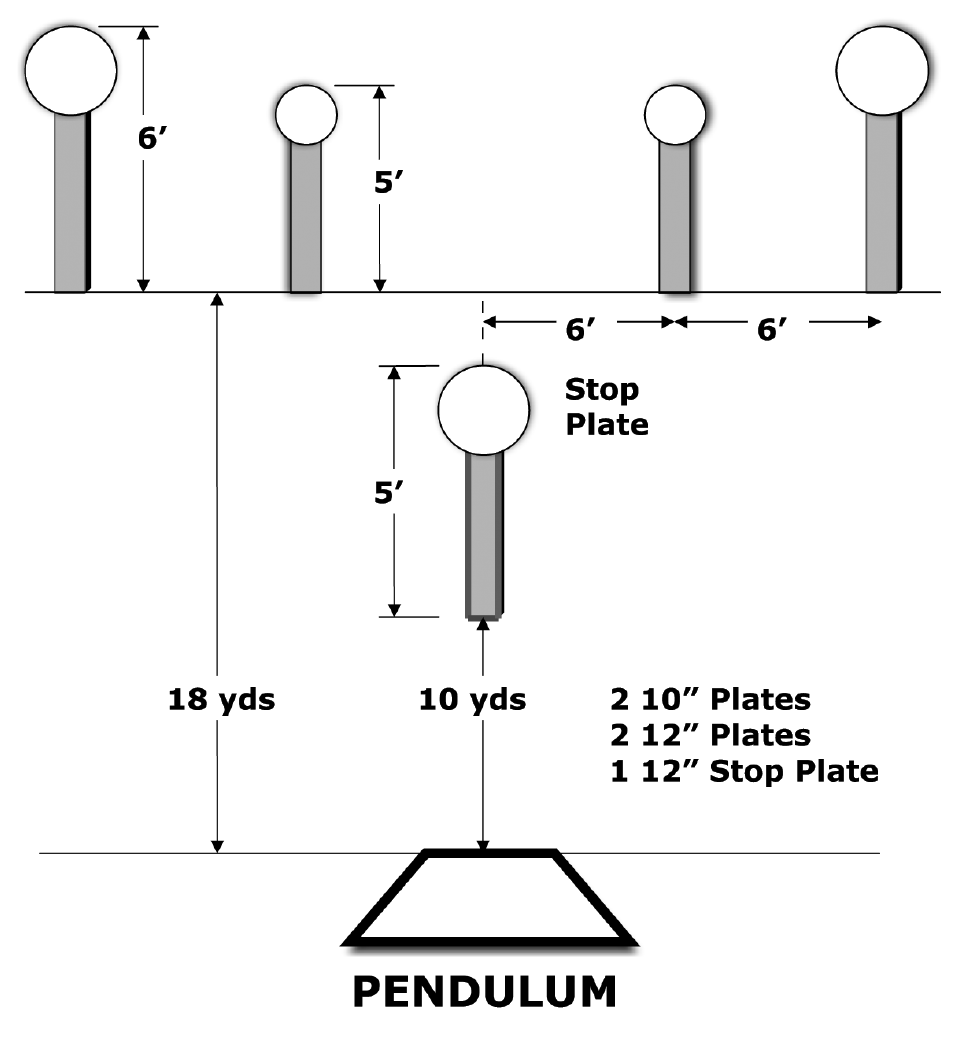 6’
5’
6’
6’
Stop
Plate
5’
18 yds
10 yds
2 10” Plates
2 12” Plates
1 12” Stop Plate
PENDULUM